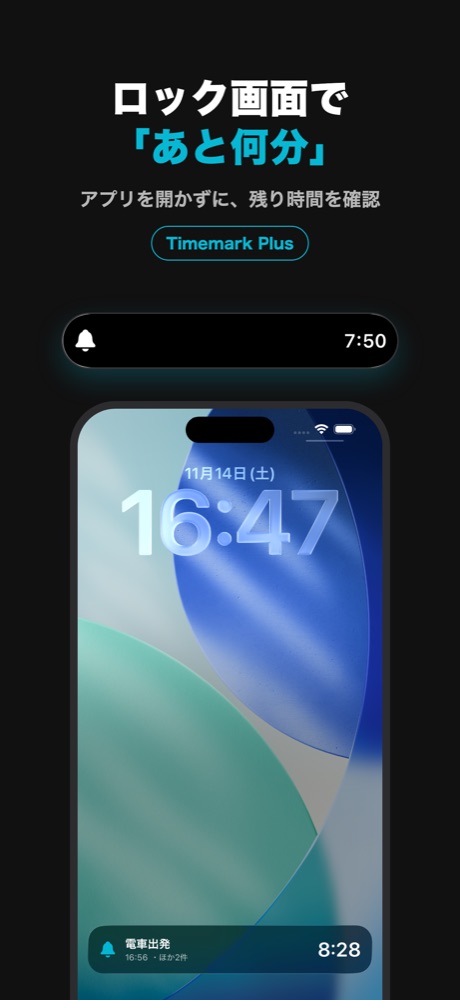 ロック画面で
「あと何分」
アプリを開かずに、残り時間を確認
Timemark Plus
7:50
11月14日 (土)
16:47
電車出発
16:56 ・ほか2件
8:28